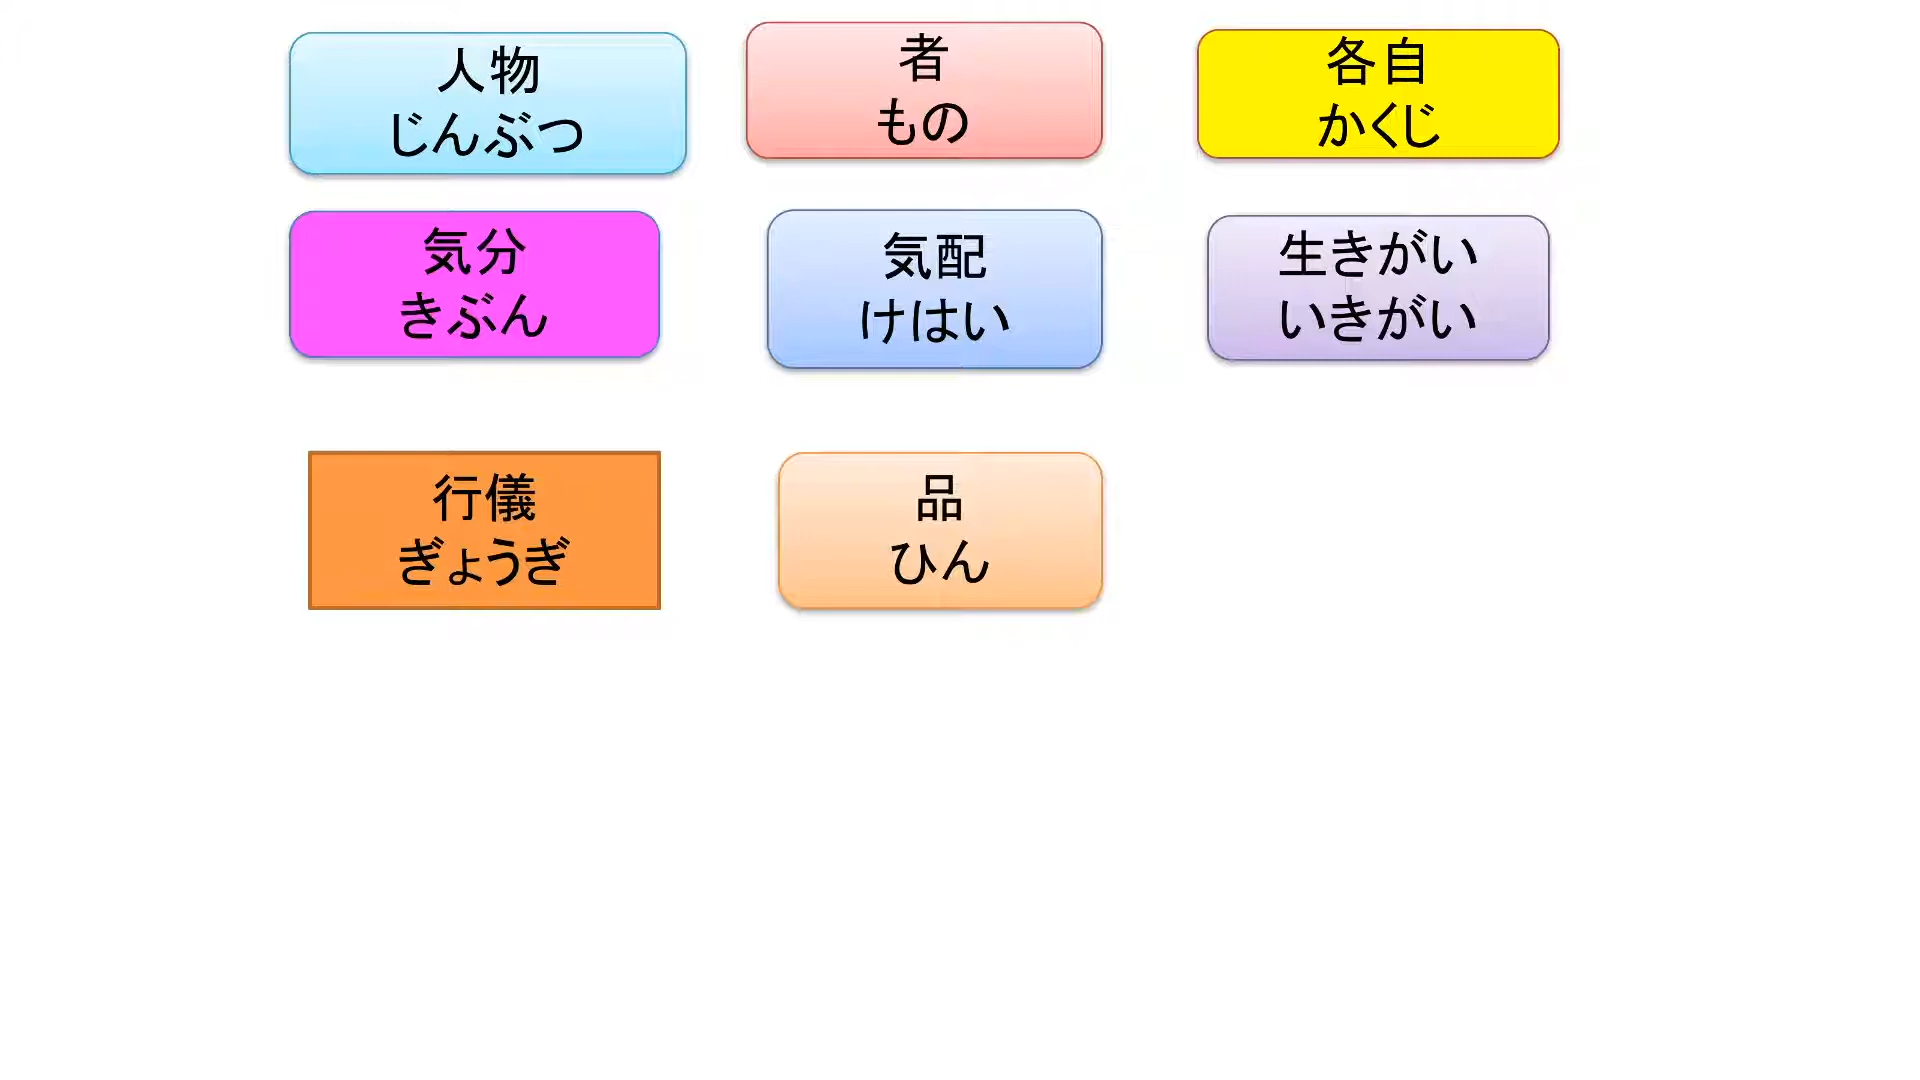 人物
じんぶつ
者
もの
各自
かくじ
気分
きぶん
気配
けはい
生きがい
いきがい
行儀
ぎょうぎ
品
ひん